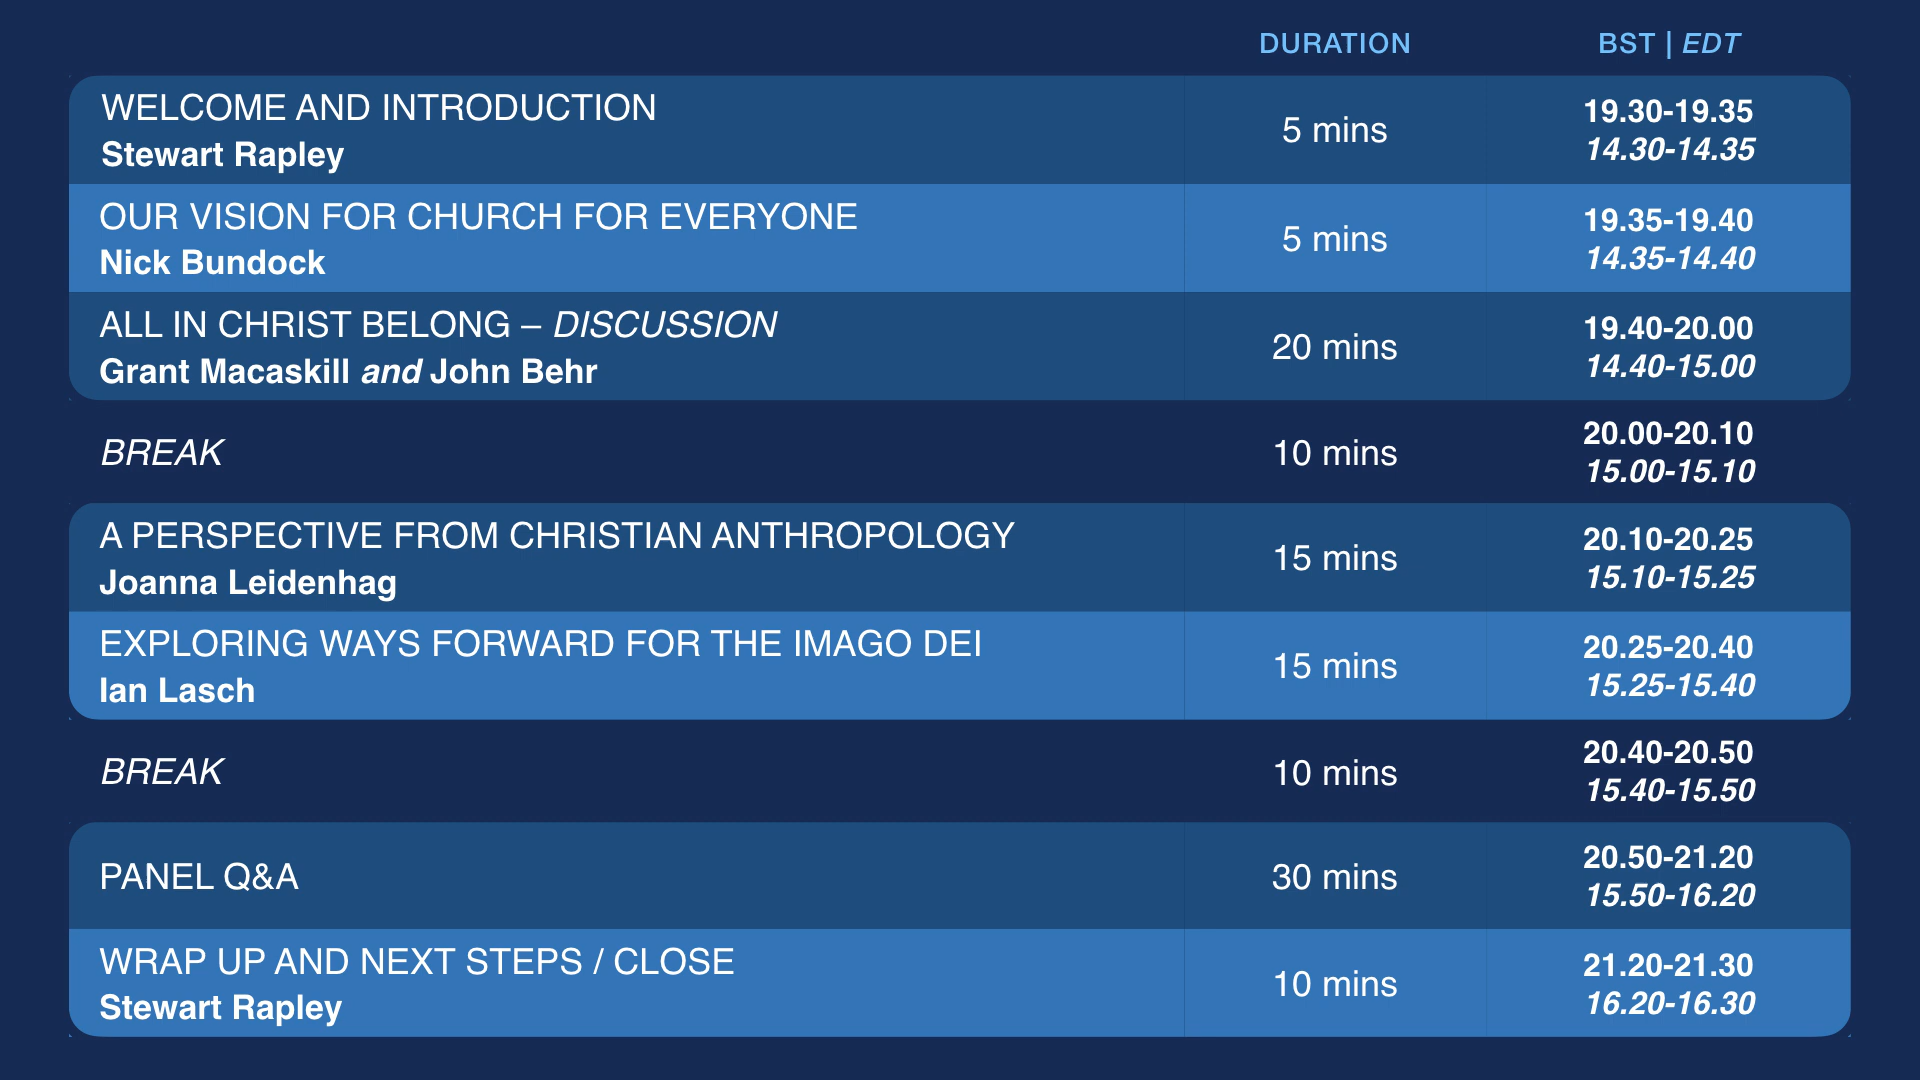 DURATION
BST | EDT
WELCOME AND INTRODUCTION
Stewart Rapley
5 mins
19.30-19.35
14.30-14.35
OUR VISION FOR CHURCH FOR EVERYONE
Nick Bundock
5 mins
19.35-19.40
14.35-14.40
ALL IN CHRIST BELONG – DISCUSSION
Grant Macaskill and John Behr
20 mins
19.40-20.00
14.40-15.00
BREAK
10 mins
20.00-20.10
15.00-15.10
A PERSPECTIVE FROM CHRISTIAN ANTHROPOLOGY
Joanna Leidenhag
15 mins
20.10-20.25
15.10-15.25
EXPLORING WAYS FORWARD FOR THE IMAGO DEI
Ian Lasch
15 mins
20.25-20.40
15.25-15.40
BREAK
10 mins
20.40-20.50
15.40-15.50
PANEL Q&A
30 mins
20.50-21.20
15.50-16.20
WRAP UP AND NEXT STEPS / CLOSE
Stewart Rapley
10 mins
21.20-21.30
16.20-16.30